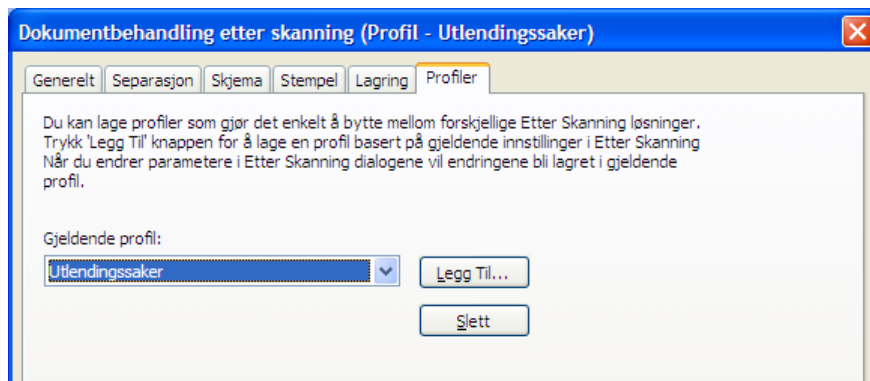 Dokumentbehandling etter skanning (Profil - Utlendingssaker)
Generelt Separasjon Skjema Stempel Lagring Profiler
Du kan lage profiler som gjør det enkelt å bytte mellom forskjellige Etter Skanning løsninger.
Trykk 'Legg Til' knappen for å lage en profil basert på gjeldende innstillinger i Etter Skanning
Når du endrer parametere i Etter Skanning dialogene vil endringene bli lagret i gjeldende
profil.
Gjeldende profil:
Utlendingssaker Legg Til...
Slett